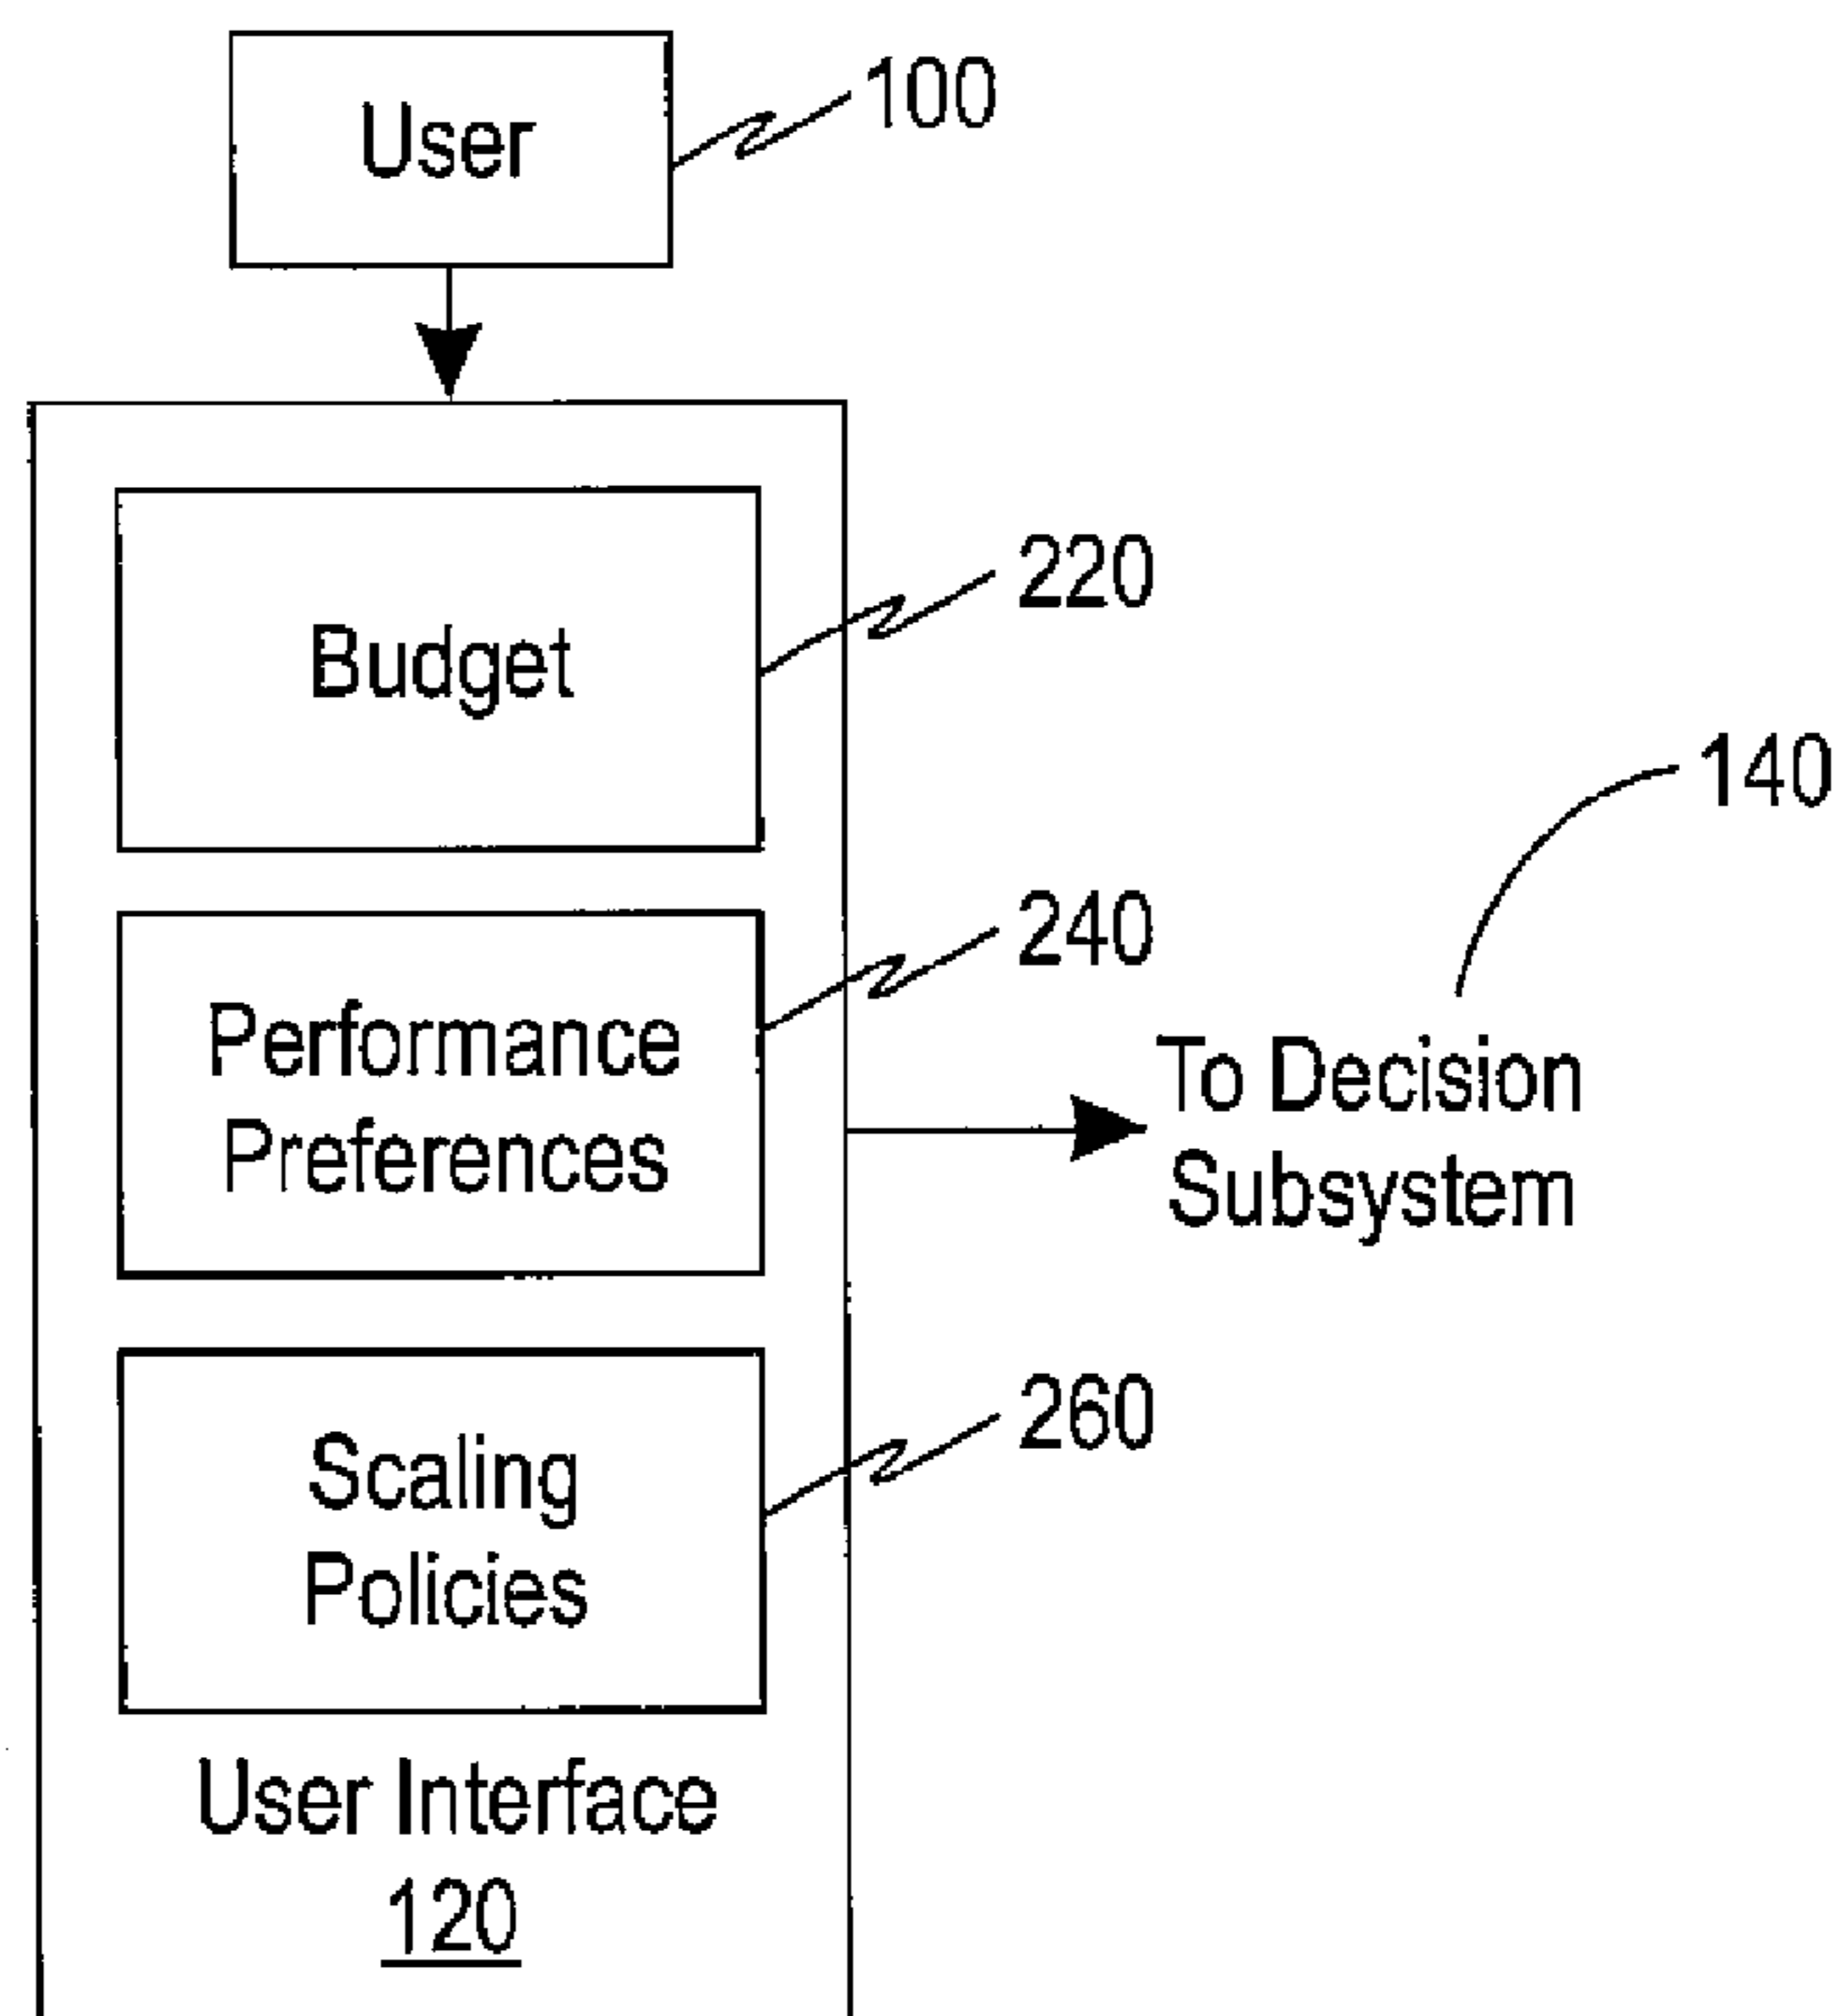 User
100
Budget
220
140
Performance
Preferences
240
To Decision
Subsystem
Scaling
Policies
260
User Interface
120